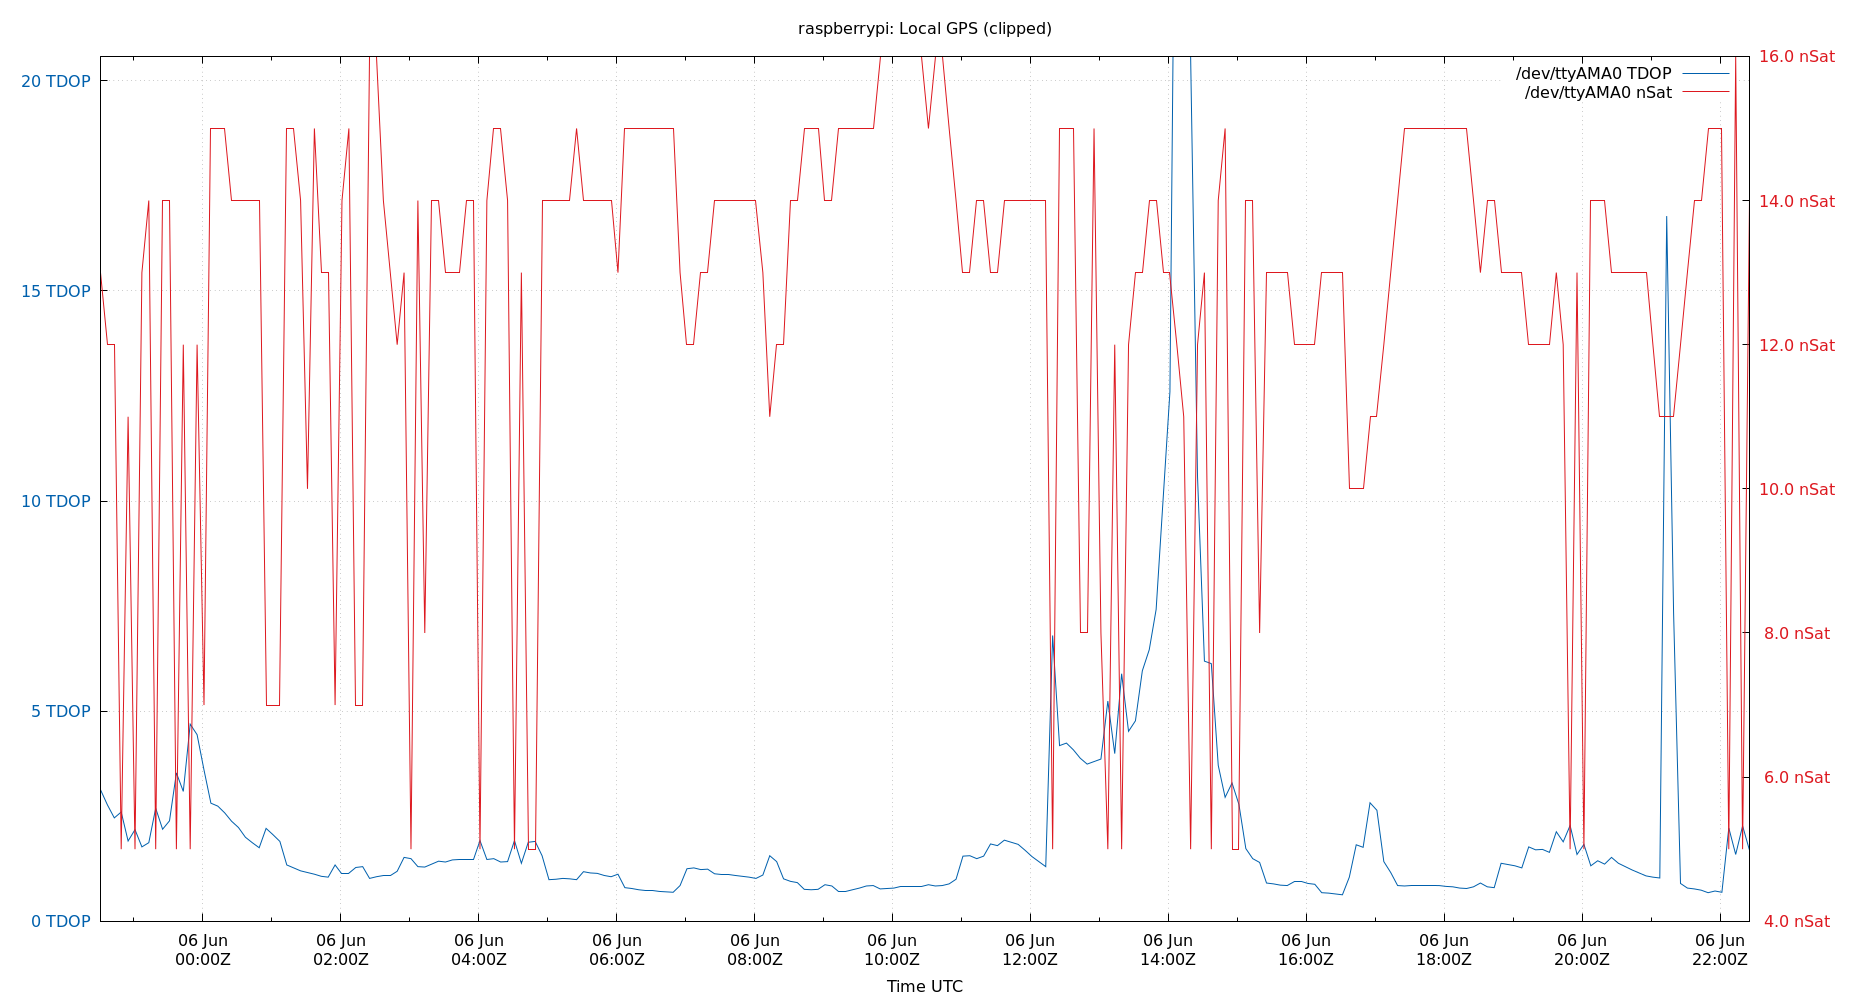 raspberrypi: Local GPS (clipped)
20 TDOP
15 TDOP
10 TDOP
5 TDOP
0 TDOP
16.0 nSat
14.0 nSat
12.0 nSat
10.0 nSat
8.0 nSat
6.0 nSat
4.0 nSat
/dev/ttyAMA0 TDOP
/dev/ttyAMA0 nSat
06 Jun
00:00Z
06 Jun
02:00Z
06 Jun
04:00Z
06 Jun
06:00Z
06 Jun
08:00Z
06 Jun
10:00Z
06 Jun
12:00Z
06 Jun
14:00Z
06 Jun
16:00Z
06 Jun
18:00Z
06 Jun
20:00Z
06 Jun
22:00Z
Time UTC